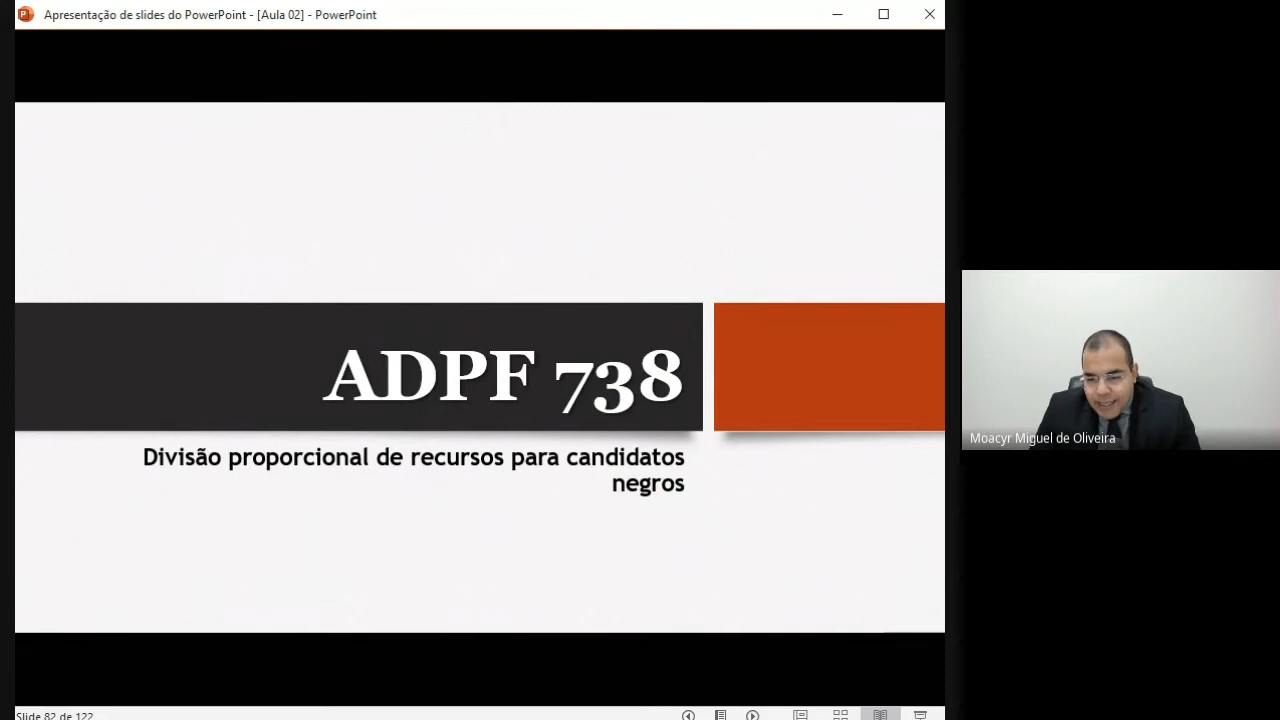 Apresentação de slides do PowerPoint - [Aula 02] - PowerPoint
ADPF 738
Divisão proporcional de recursos para candidatos
negros
Moacyr Miguel de Oliveira
Slide 82 de 122